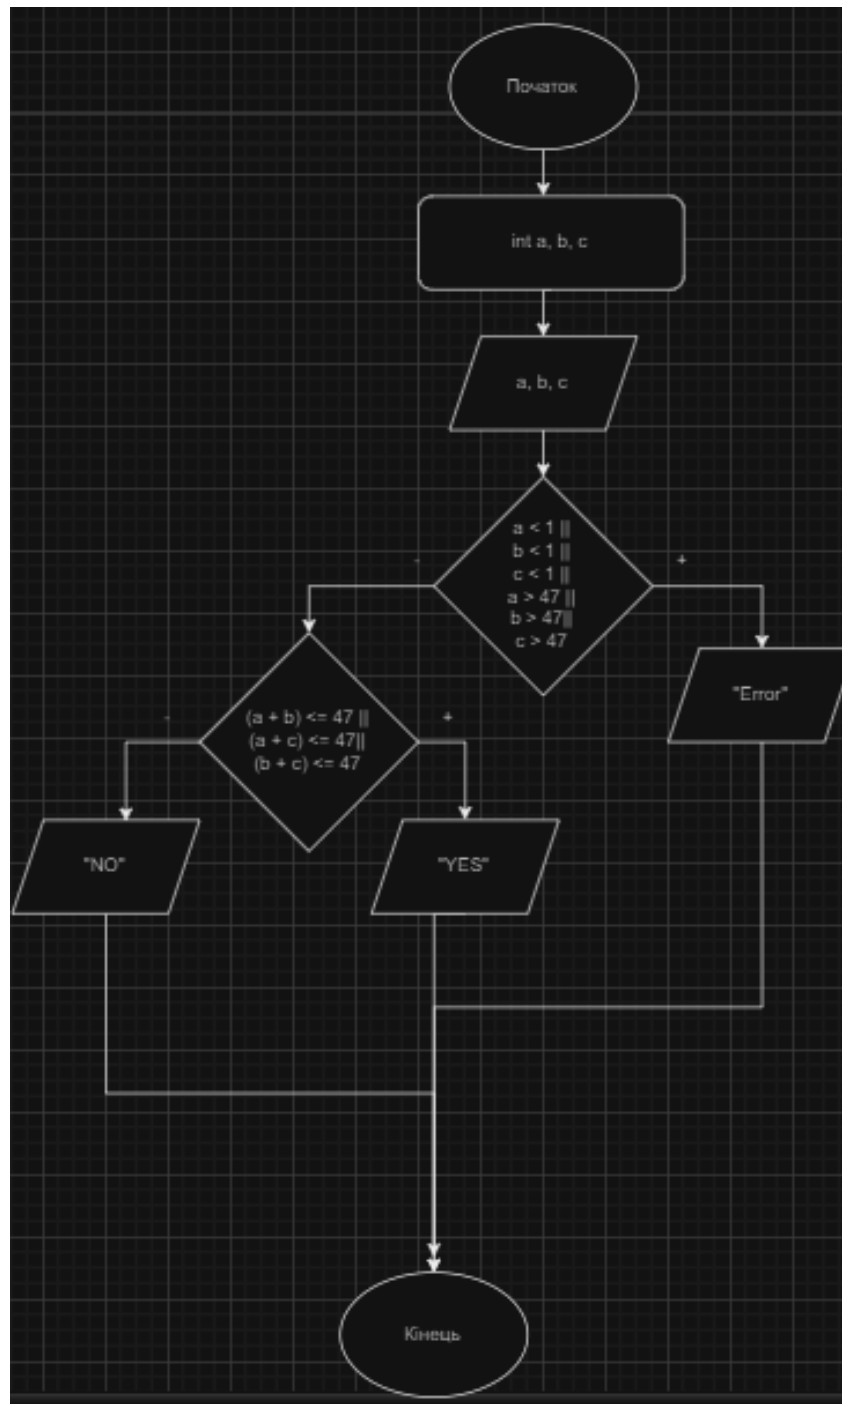 Початок
int a, b, c
a, b, c
a < 1 ||
b < 1 ||
c < 1 ||
a > 47 ||
b > 47||
c > 47
-
+
"Error"
(a + b) <= 47 ||
(a + c) <= 47||
(b + c) <= 47
-
+
"NO"
"YES"
Кінець